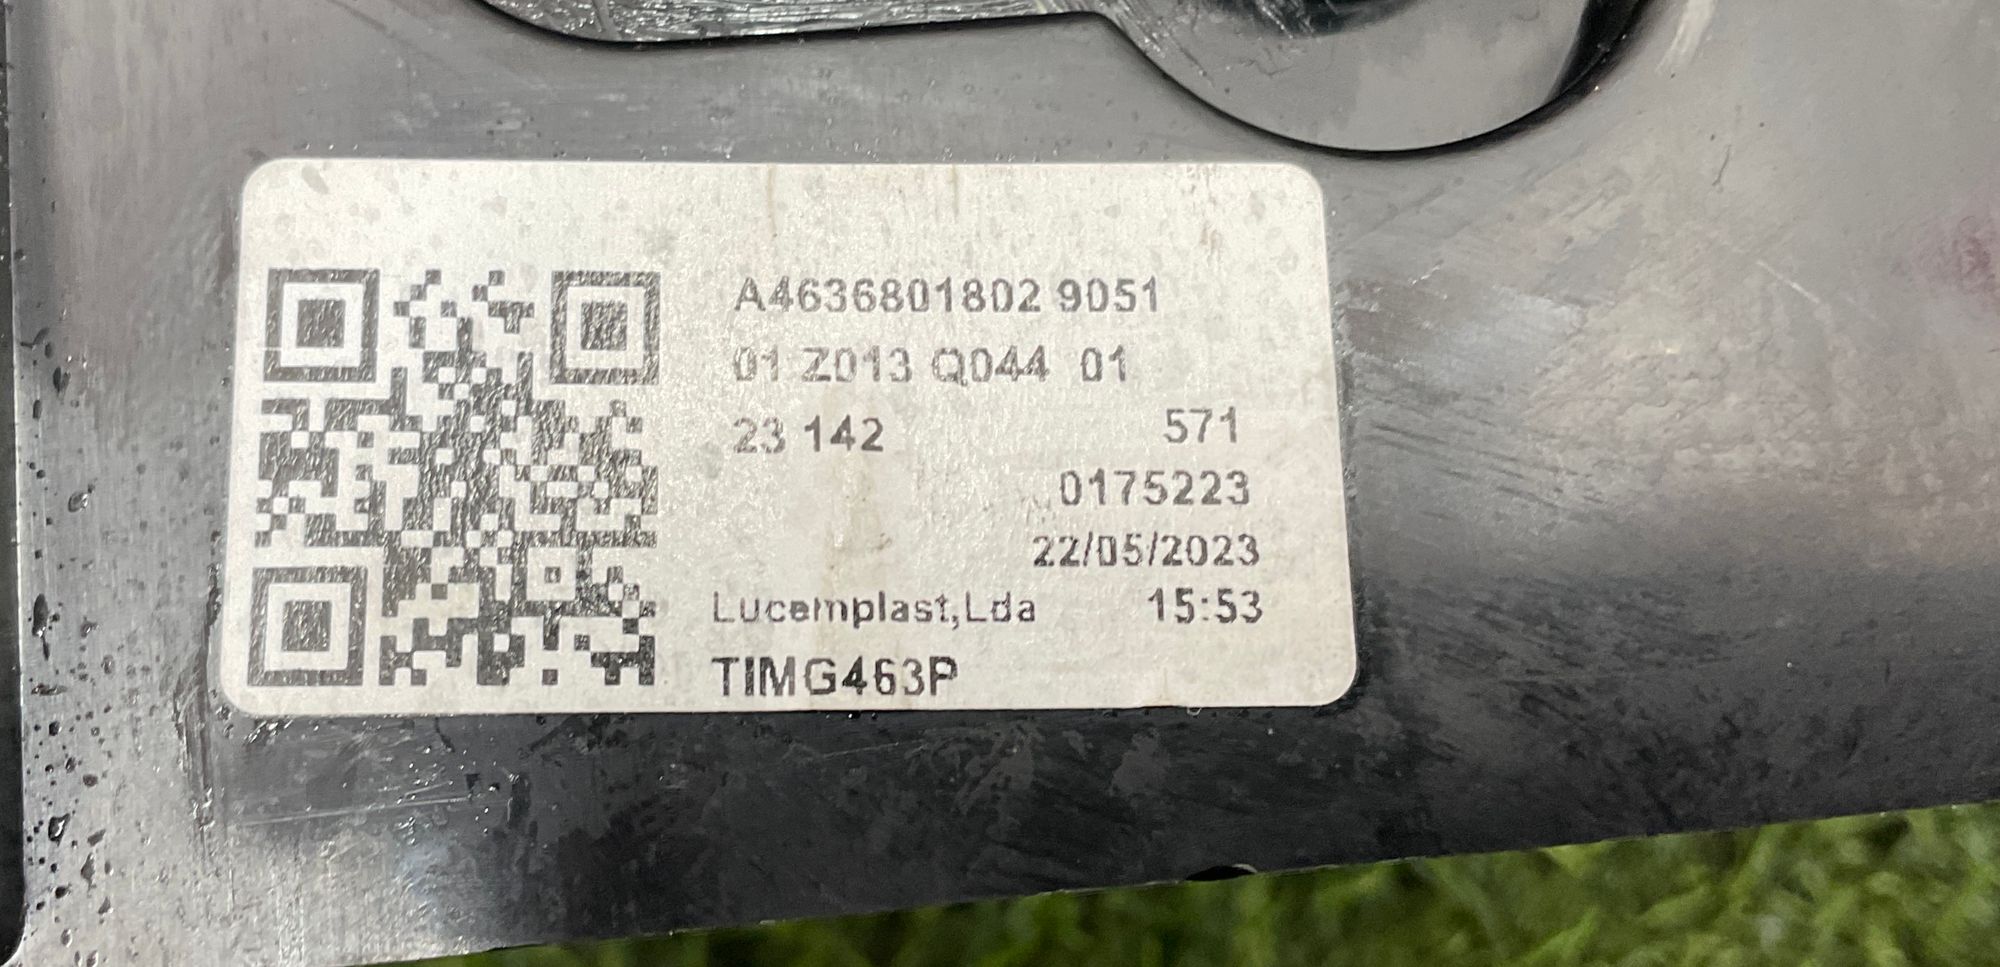 A4636801802 9051
01 Z013 Q044 01
23 142 571
0175223
22/05/2023
Lucemplast,Lda 15:53
TIMG463P